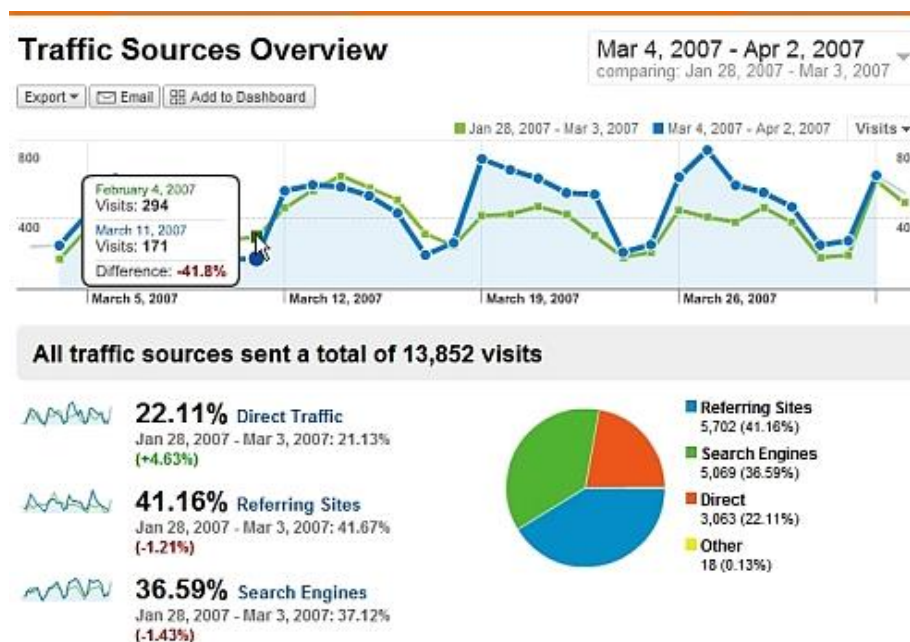 Traffic Sources Overview
Mar 4, 2007 - Apr 2, 2007
comparing: Jan 28, 2007 - Mar 3, 2007
Export Email Add to Dashboard
Jan 28, 2007 - Mar 3, 2007 Mar 4, 2007 - Apr 2, 2007 Visits
800 80
400 40
February 4, 2007
Visits: 294
March 11, 2007
Visits: 171
Difference: -41.8%
March 5, 2007 March 12, 2007 March 19, 2007 March 26, 2007
All traffic sources sent a total of 13,852 visits
22.11% Direct Traffic
Jan 28, 2007 - Mar 3, 2007: 21.13%
(+4.63%)
41.16% Referring Sites
Jan 28, 2007 - Mar 3, 2007: 41.67%
(-1.21%)
36.59% Search Engines
Jan 28, 2007 - Mar 3, 2007: 37.12%
(-1.43%)
Referring Sites
5,702 (41.16%)
Search Engines
5,069 (36.59%)
Direct
3,063 (22.11%)
Other
18 (0.13%)